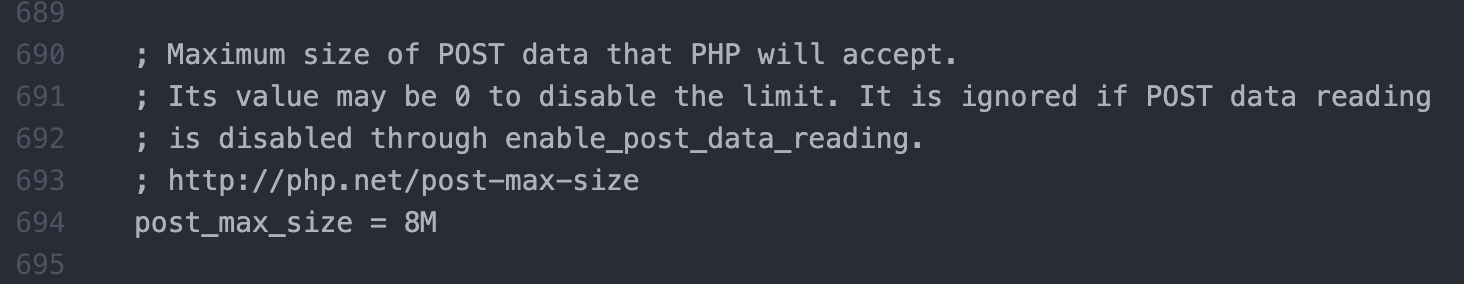 689
690 ; Maximum size of POST data that PHP will accept.
691 ; Its value may be 0 to disable the limit. It is ignored if POST data reading
692 ; is disabled through enable_post_data_reading.
693 ; http://php.net/post-max-size
694 post_max_size = 8M
695